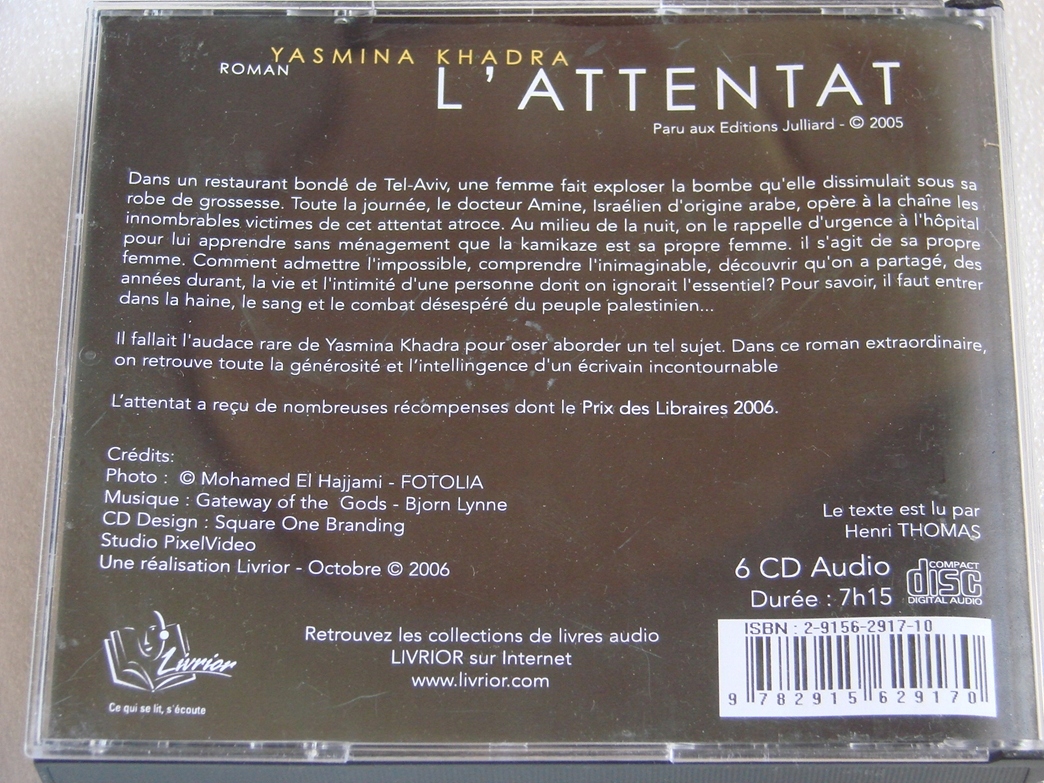 YASMINA KHADRA
ROMAN
L'ATTENTAT
Paru aux Editions Julliard - © 2005
Dans un restaurant bondé de Tel-Aviv, une femme fait exploser la bombe qu'elle dissimulait sous sa
robe de grossesse. Toute la journée, le docteur Amine, Israélien d'origine arabe, opère à la chaîne les
innombrables victimes de cet attentat atroce. Au milieu de la nuit, on le rappelle d'urgence à l'hôpital
pour lui apprendre sans ménagement que la kamikaze est sa propre femme. il s'agit de sa propre
femme. Comment admettre l'impossible, comprendre l'inimaginable, découvrir qu'on a partagé, des
années durant, la vie et l'intimité d'une personne dont on ignorait l'essentiel? Pour savoir, il faut entrer
dans la haine, le sang et le combat désespéré du peuple palestinien...
Il fallait l'audace rare de Yasmina Khadra pour oser aborder un tel sujet. Dans ce roman extraordinaire,
on retrouve toute la générosité et l'intellingence d'un écrivain incontournable
L'attentat a reçu de nombreuses récompenses dont le Prix des Libraires 2006.
Crédits:
Photo : © Mohamed El Hajjami - FOTOLIA
Musique : Gateway of the Gods - Bjorn Lynne
CD Design : Square One Branding
Studio PixelVideo
Une réalisation Livrior - Octobre © 2006
Le texte est lu par
Henri THOMAS
6 CD Audio
Durée : 7h15
COMPACT
disc
DIGITAL AUDIO
Livrior
Ce qui se lit, s'écoute
Retrouvez les collections de livres audio
LIVRIOR sur Internet
www.livrior.com
ISBN : 2-9156-2917-10
9 782915 629170